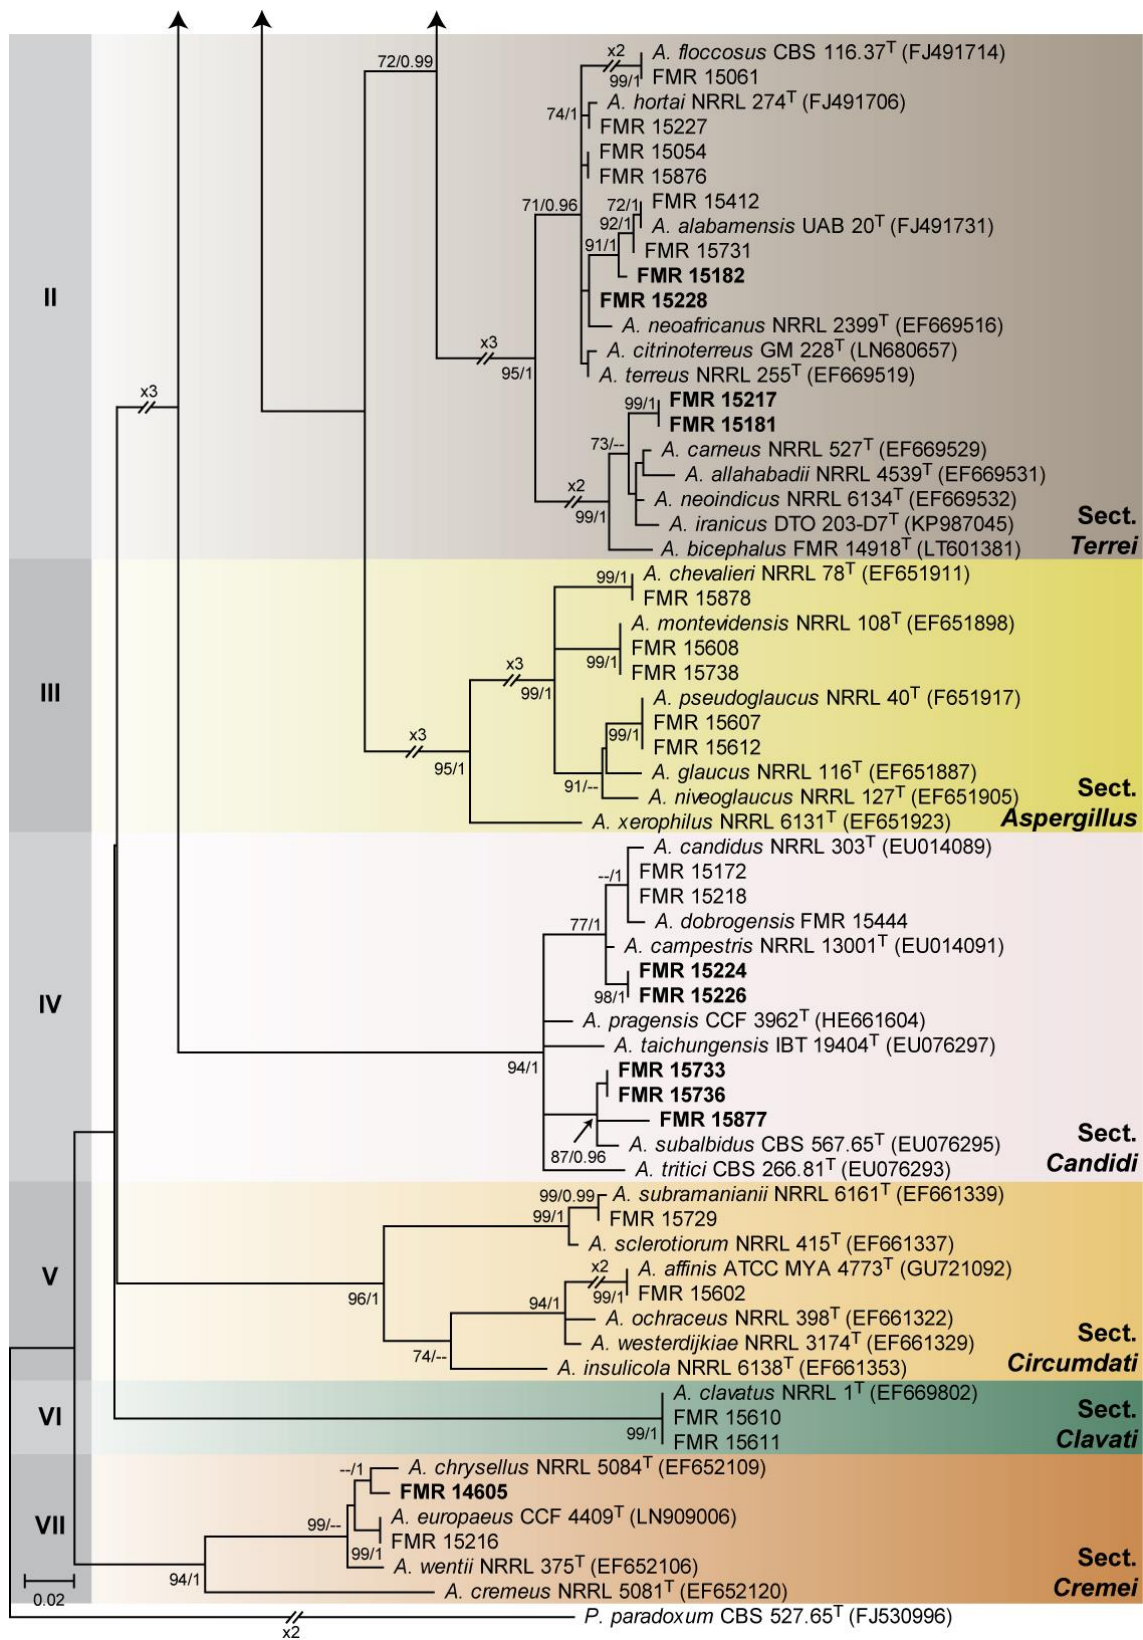 72/0.99
x2
A. floccosus CBS 116.37T (FJ491714)
99/1
FMR 15061
A. hortai NRRL 274T (FJ491706)
74/1
FMR 15227
FMR 15054
FMR 15876
71/0.96
72/1
FMR 15412
92/1
A. alabamensis UAB 20T (FJ491731)
91/1
FMR 15731
FMR 15182
II
FMR 15228
A. neoafricanus NRRL 2399T (EF669516)
x3
A. citrinoterreus GM 228T (LN680657)
95/1
A. terreus NRRL 255T (EF669519)
x3
99/1
FMR 15217
FMR 15181
73/--
A. carneus NRRL 527T (EF669529)
A. allahabadii NRRL 4539T (EF669531)
x2
A. neoindicus NRRL 6134T (EF669532)
99/1
A. iranicus DTO 203-D7T (KP987045)
A. bicephalus FMR 14918T (LT601381)
Sect.
Terrei
99/1
A. chevalieri NRRL 78T (EF651911)
FMR 15878
A. montevidensis NRRL 108T (EF651898)
FMR 15608
99/1
FMR 15738
x3
99/1
III
A. pseudoglaucus NRRL 40T (F651917)
FMR 15607
99/1
FMR 15612
x3
95/1
A. glaucus NRRL 116T (EF651887)
91/--
A. niveoglaucus NRRL 127T (EF651905)
A. xerophilus NRRL 6131T (EF651923)
Sect.
Aspergillus
A. candidus NRRL 303T (EU014089)
--/1
FMR 15172
FMR 15218
A. dobrogensis FMR 15444
77/1
A. campestris NRRL 13001T (EU014091)
FMR 15224
98/1
FMR 15226
IV
A. pragensis CCF 3962T (HE661604)
A. taichungensis IBT 19404T (EU076297)
94/1
FMR 15733
FMR 15736
FMR 15877
A. subalbidus CBS 567.65T (EU076295)
87/0.96
A. tritici CBS 266.81T (EU076293)
Sect.
Candidi
99/0.99
A. subramanianii NRRL 6161T (EF661339)
99/1
FMR 15729
A. sclerotiorum NRRL 415T (EF661337)
x2
A. affinis ATCC MYA 4773T (GU721092)
V
99/1
FMR 15602
96/1
94/1
A. ochraceus NRRL 398T (EF661322)
A. westerdijkiae NRRL 3174T (EF661329)
74/--
A. insulicola NRRL 6138T (EF661353)
Sect.
Circumdati
A. clavatus NRRL 1T (EF669802)
VI
FMR 15610
99/1
FMR 15611
Sect.
Clavati
--/1
A. chrysellus NRRL 5084T (EF652109)
FMR 14605
VII
99/--
A. europaeus CCF 4409T (LN909006)
FMR 15216
99/1
A. wentii NRRL 375T (EF652106)
94/1
A. cremeus NRRL 5081T (EF652120)
Sect.
Cremei
0.02
P. paradoxum CBS 527.65T (FJ530996)
x2